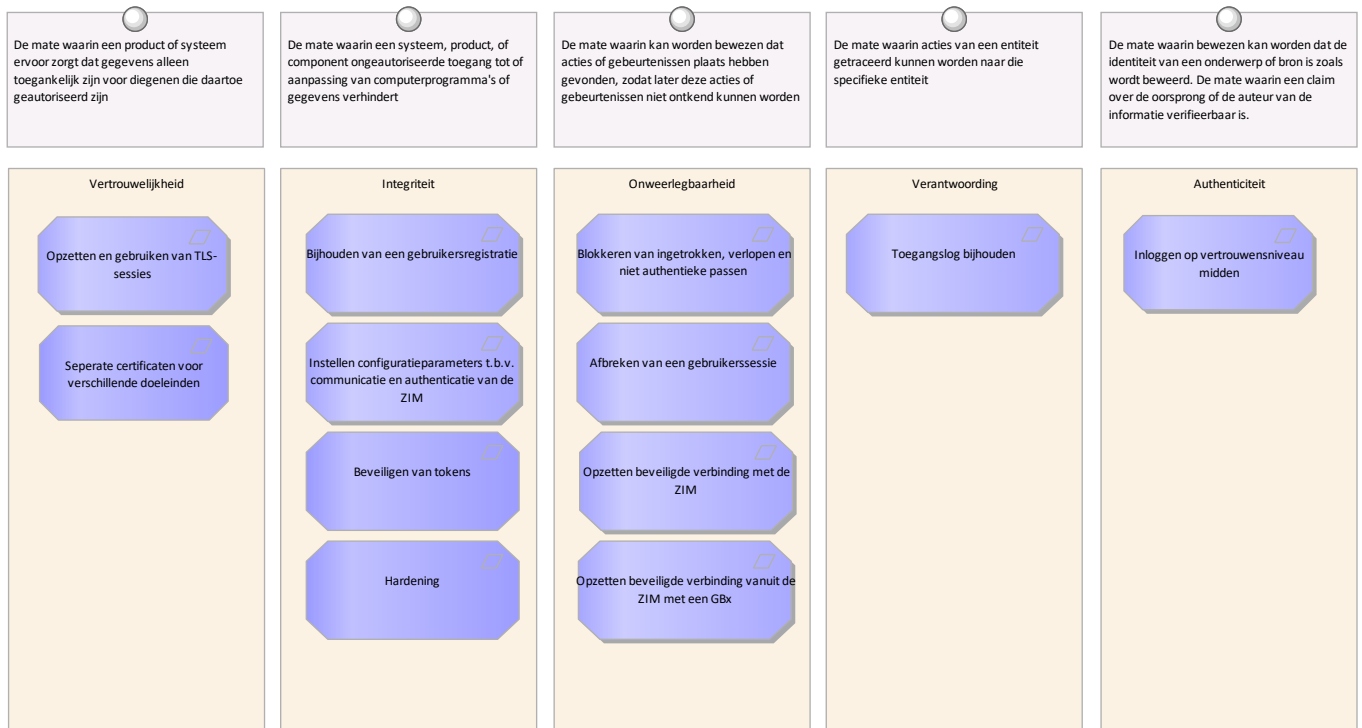 De mate waarin een product of systeem
ervoor zorgt dat gegevens alleen
toegankelijk zijn voor diegenen die daartoe
geautoriseerd zijn
De mate waarin een systeem, product, of
component ongeautoriseerde toegang tot of
aanpassing van computerprogramma's of
gegevens verhindert
De mate waarin kan worden bewezen dat
acties of gebeurtenissen plaats hebben
gevonden, zodat later deze acties of
gebeurtenissen niet ontkend kunnen worden
De mate waarin acties van een entiteit
getraceerd kunnen worden naar die
specifieke entiteit
De mate waarin bewezen kan worden dat de
identiteit van een onderwerp of bron is zoals
wordt beweerd. De mate waarin een claim
over de oorsprong of de auteur van de
informatie verifieerbaar is.
Vertrouwelijkheid
Opzetten en gebruiken van TLS-
sessies
Seperate certificaten voor
verschillende doeleinden
Integriteit
Bijhouden van een gebruikersregistratie
Instellen configuratieparameters t.b.v.
communicatie en authenticatie van de
ZIM
Beveiligen van tokens
Hardening
Onweerlegbaarheid
Blokkeren van ingetrokken, verlopen en
niet authentieke passen
Afbreken van een gebruikerssessie
Opzetten beveiligde verbinding met de
ZIM
Opzetten beveiligde verbinding vanuit de
ZIM met een GBx
Verantwoording
Toegangslog bijhouden
Authenticiteit
Inloggen op vertrouwensniveau
midden